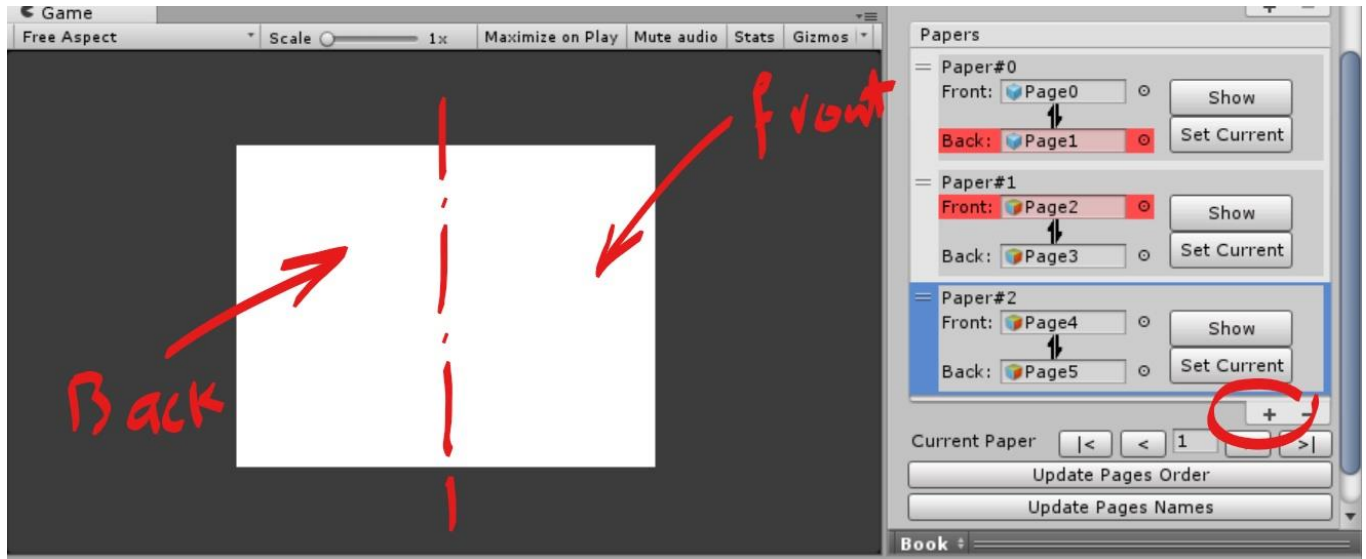 Game
Free Aspect
Scale 1x
Maximize on Play
Mute audio
Stats
Gizmos
Back
front
Papers
Paper#0
Front: Page0
Show
Back: Page1
Set Current
Paper#1
Front: Page2
Show
Back: Page3
Set Current
Paper#2
Front: Page4
Show
Back: Page5
Set Current
+ -
Current Paper |< < 1 >|
Update Pages Order
Update Pages Names
Book